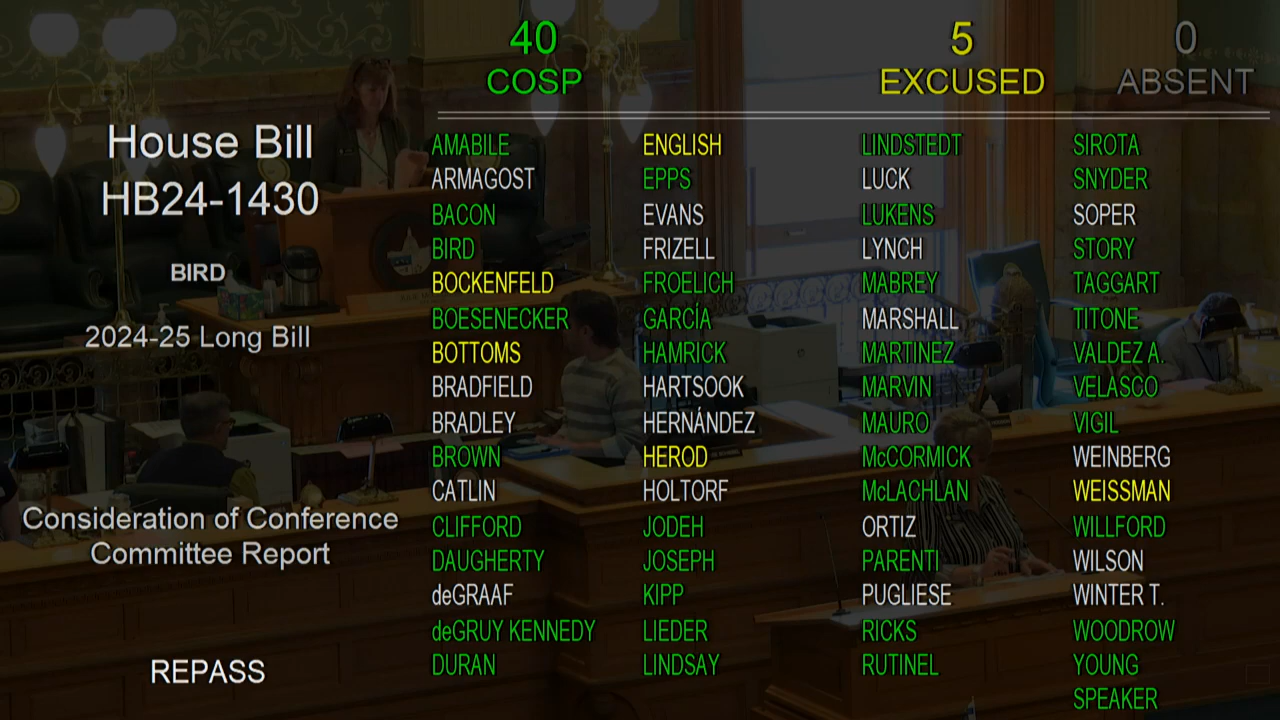 House Bill
HB24-1430
BIRD
2024-25 Long Bill
Consideration of Conference
Committee Report
REPASS
40
COSP
5
EXCUSED
0
ABSENT
AMABILE
ARMAGOST
BACON
BIRD
BOCKENFELD
BOESENECKER
BOTTOMS
BRADFIELD
BRADLEY
BROWN
CATLIN
CLIFFORD
DAUGHERTY
deGRAAF
deGRUY KENNEDY
DURAN
ENGLISH
EPPS
EVANS
FRIZELL
FROELICH
GARCÍA
HAMRICK
HARTSOOK
HERNÁNDEZ
HEROD
HOLTORF
JODEH
JOSEPH
KIPP
LIEDER
LINDSAY
LINDSTEDT
LUCK
LUKENS
LYNCH
MABREY
MARSHALL
MARTINEZ
MARVIN
MAURO
McCORMICK
McLACHLAN
ORTIZ
PARENTI
PUGLIESE
RICKS
RUTINEL
SIROTA
SNYDER
SOPER
STORY
TAGGART
TITONE
VALDEZ A.
VELASCO
VIGIL
WEINBERG
WEISSMAN
WILLFORD
WILSON
WINTER T.
WOODROW
YOUNG
SPEAKER